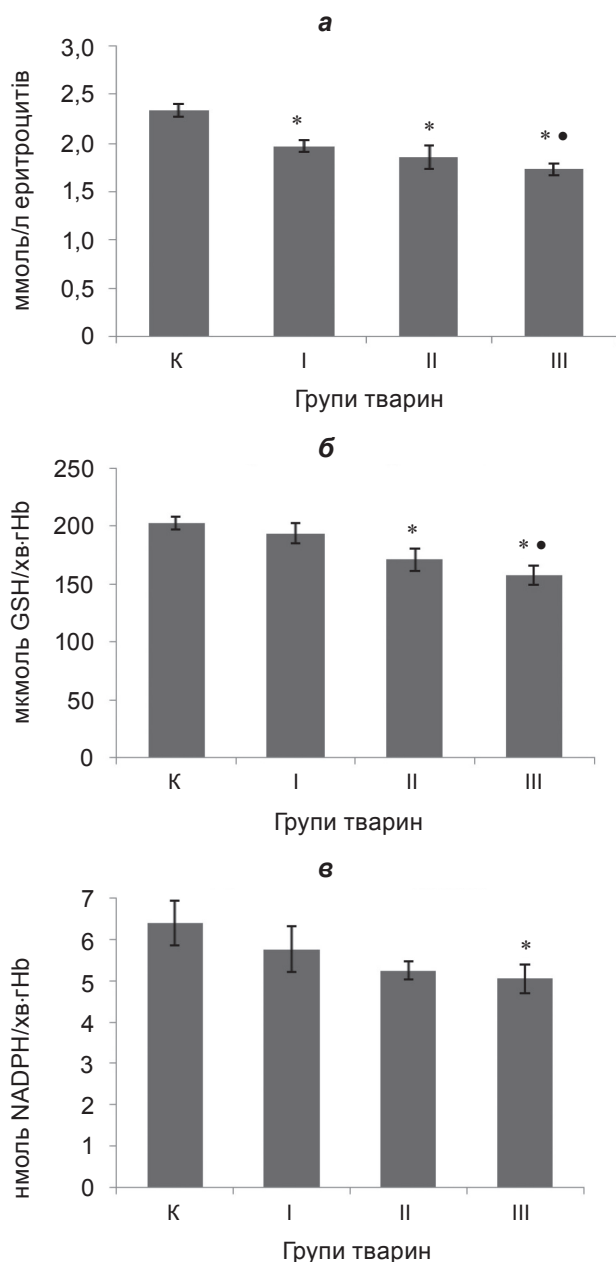 а
ммоль/л еритроцитів
3,0
2,5
2,0
1,5
1,0
0,5
0
* * * •
К I II III
Групи тварин
б
мкмоль GSH/хв·гHb
250
200
150
100
50
0
* * •
К I II III
Групи тварин
в
нмоль NADPH/хв·гHb
7
6
5
4
3
2
1
0
*
К I II III
Групи тварин